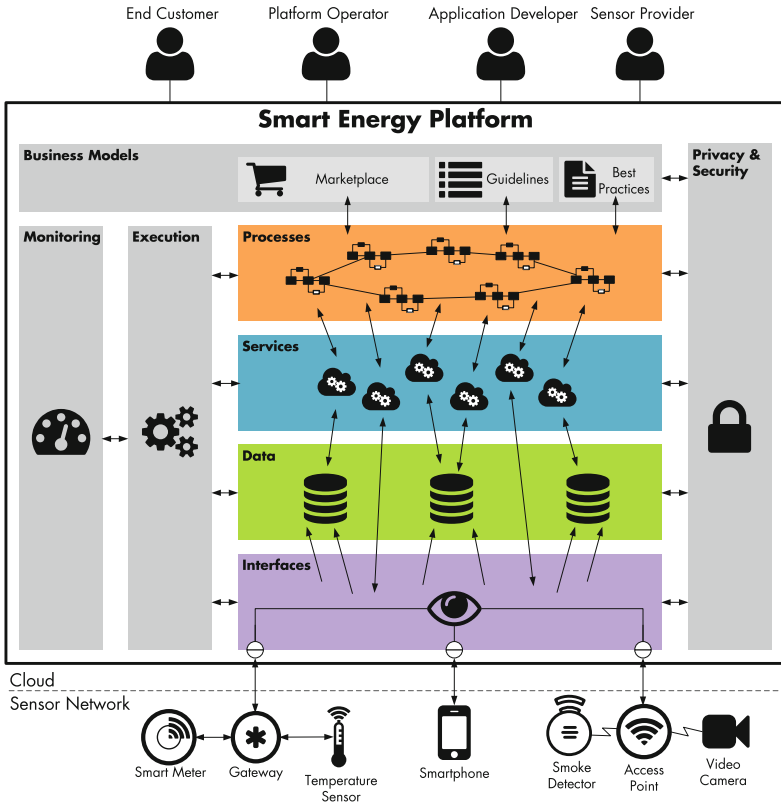 End Customer
Platform Operator
Application Developer
Sensor Provider
Smart Energy Platform
Business Models
Marketplace
Guidelines
Best
Practices
Privacy &
Security
Monitoring
Execution
Processes
Services
Data
Interfaces
Cloud
Sensor Network
Smart Meter
Gateway
Temperature
Sensor
Smartphone
Smoke
Detector
Access
Point
Video
Camera